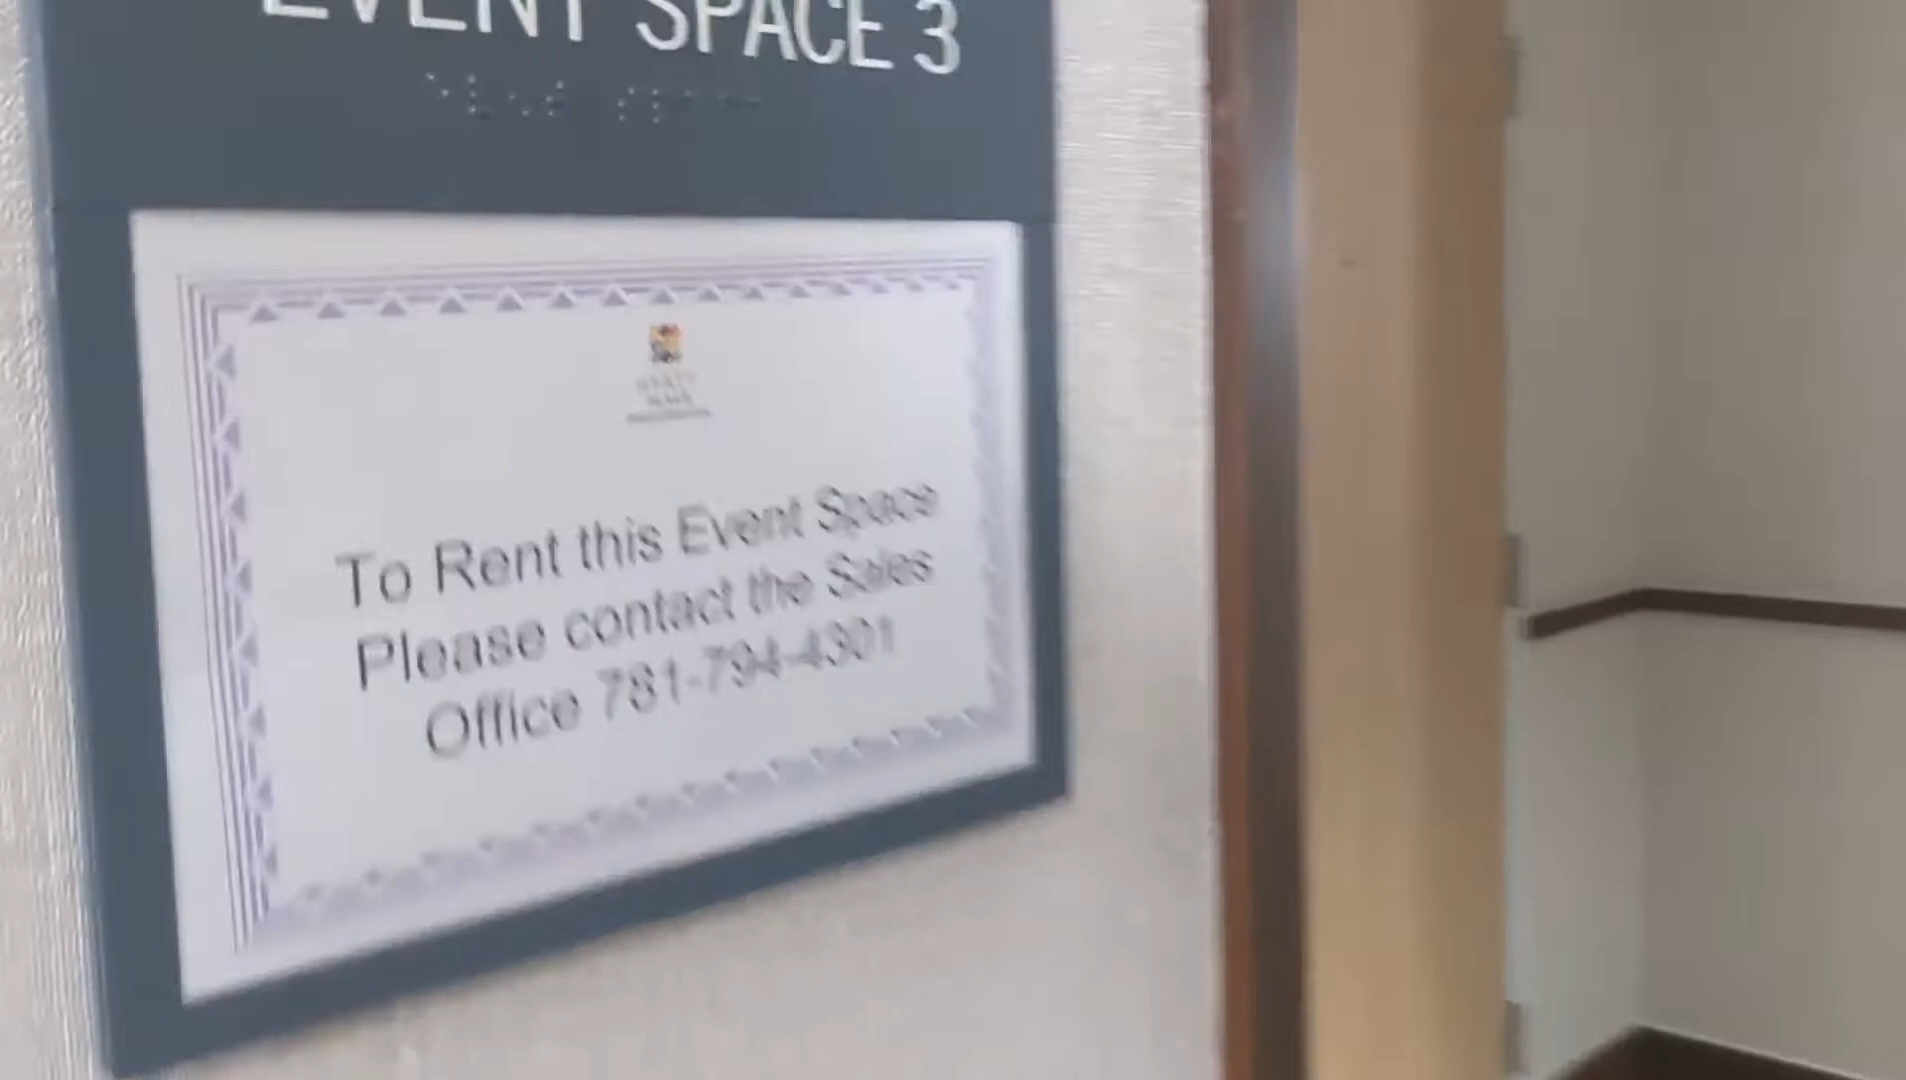 EVENT SPACE 3
To Rent this Event Space
Please contact the Sales
Office 781-794-4301